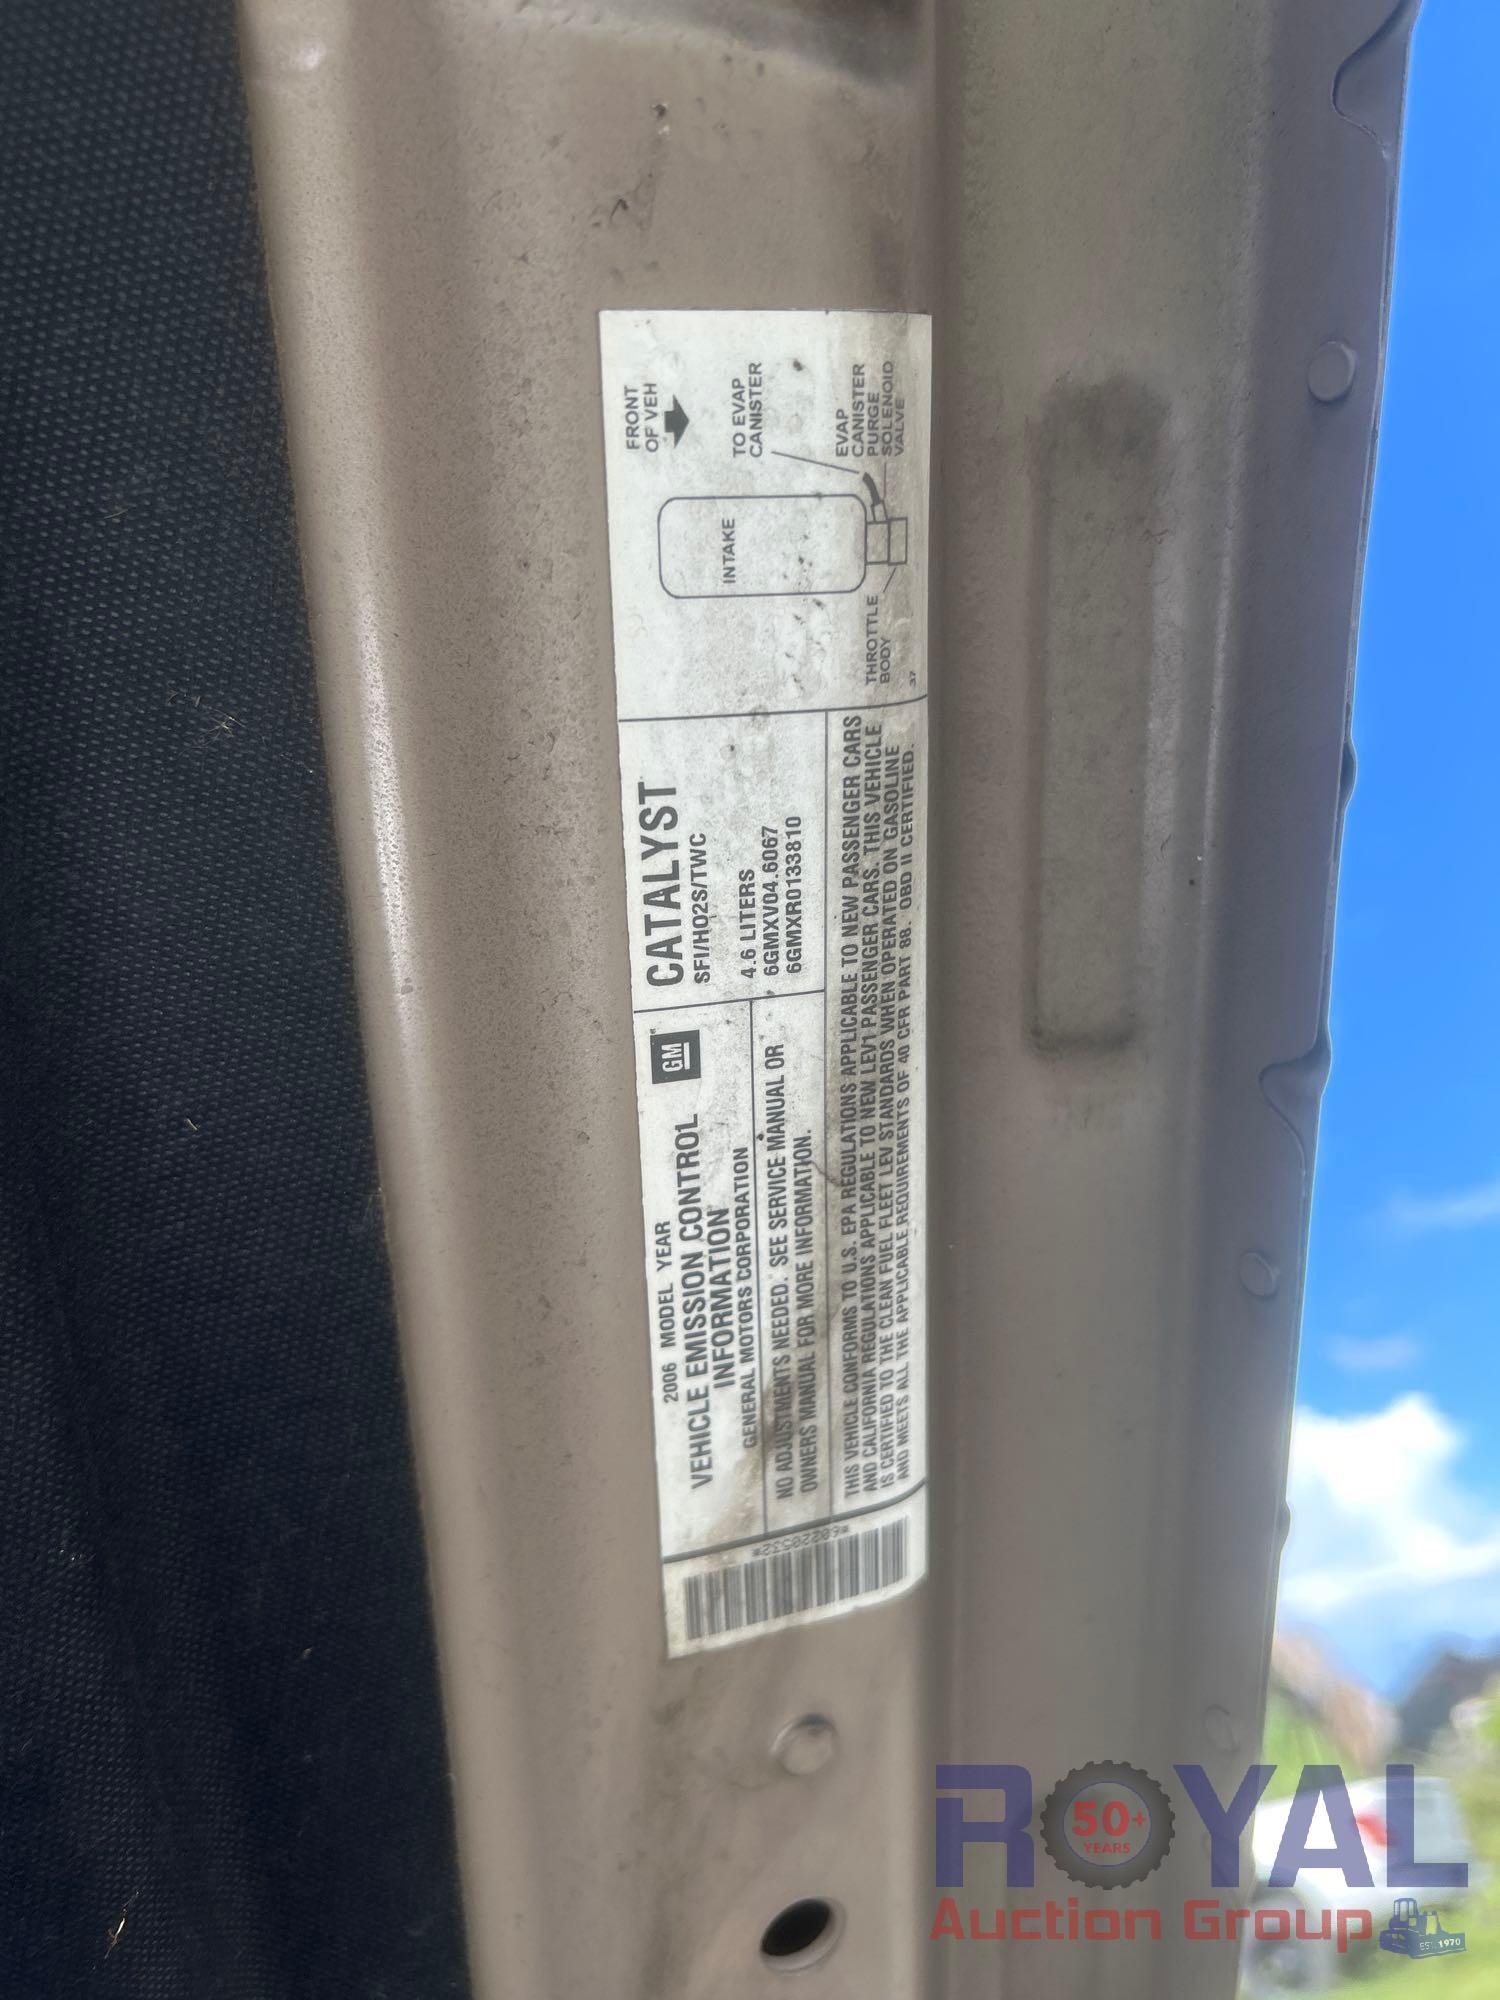 *60220532*
2006 MODEL YEAR
VEHICLE EMISSION CONTROL
INFORMATION
GENERAL MOTORS CORPORATION
GM
CATALYST
SFI/HO2S/TWC
4.6 LITERS
6GMXV04.6067
6GMXR0133810
NO ADJUSTMENTS NEEDED. SEE SERVICE MANUAL OR
OWNERS MANUAL FOR MORE INFORMATION.
THIS VEHICLE CONFORMS TO U.S. EPA REGULATIONS APPLICABLE TO NEW PASSENGER CARS
AND CALIFORNIA REGULATIONS APPLICABLE TO NEW LEV1 PASSENGER CARS. THIS VEHICLE
IS CERTIFIED TO THE CLEAN FUEL FLEET LEV STANDARDS WHEN OPERATED ON GASOLINE
AND MEETS ALL THE APPLICABLE REQUIREMENTS OF 40 CFR PART 88. OBD II CERTIFIED.
FRONT
OF VEH
INTAKE
TO EVAP
CANISTER
EVAP
CANISTER
PURGE
SOLENOID
VALVE
THROTTLE
BODY
37
ROYAL
50+
YEARS
Auction Group
EST. 1970